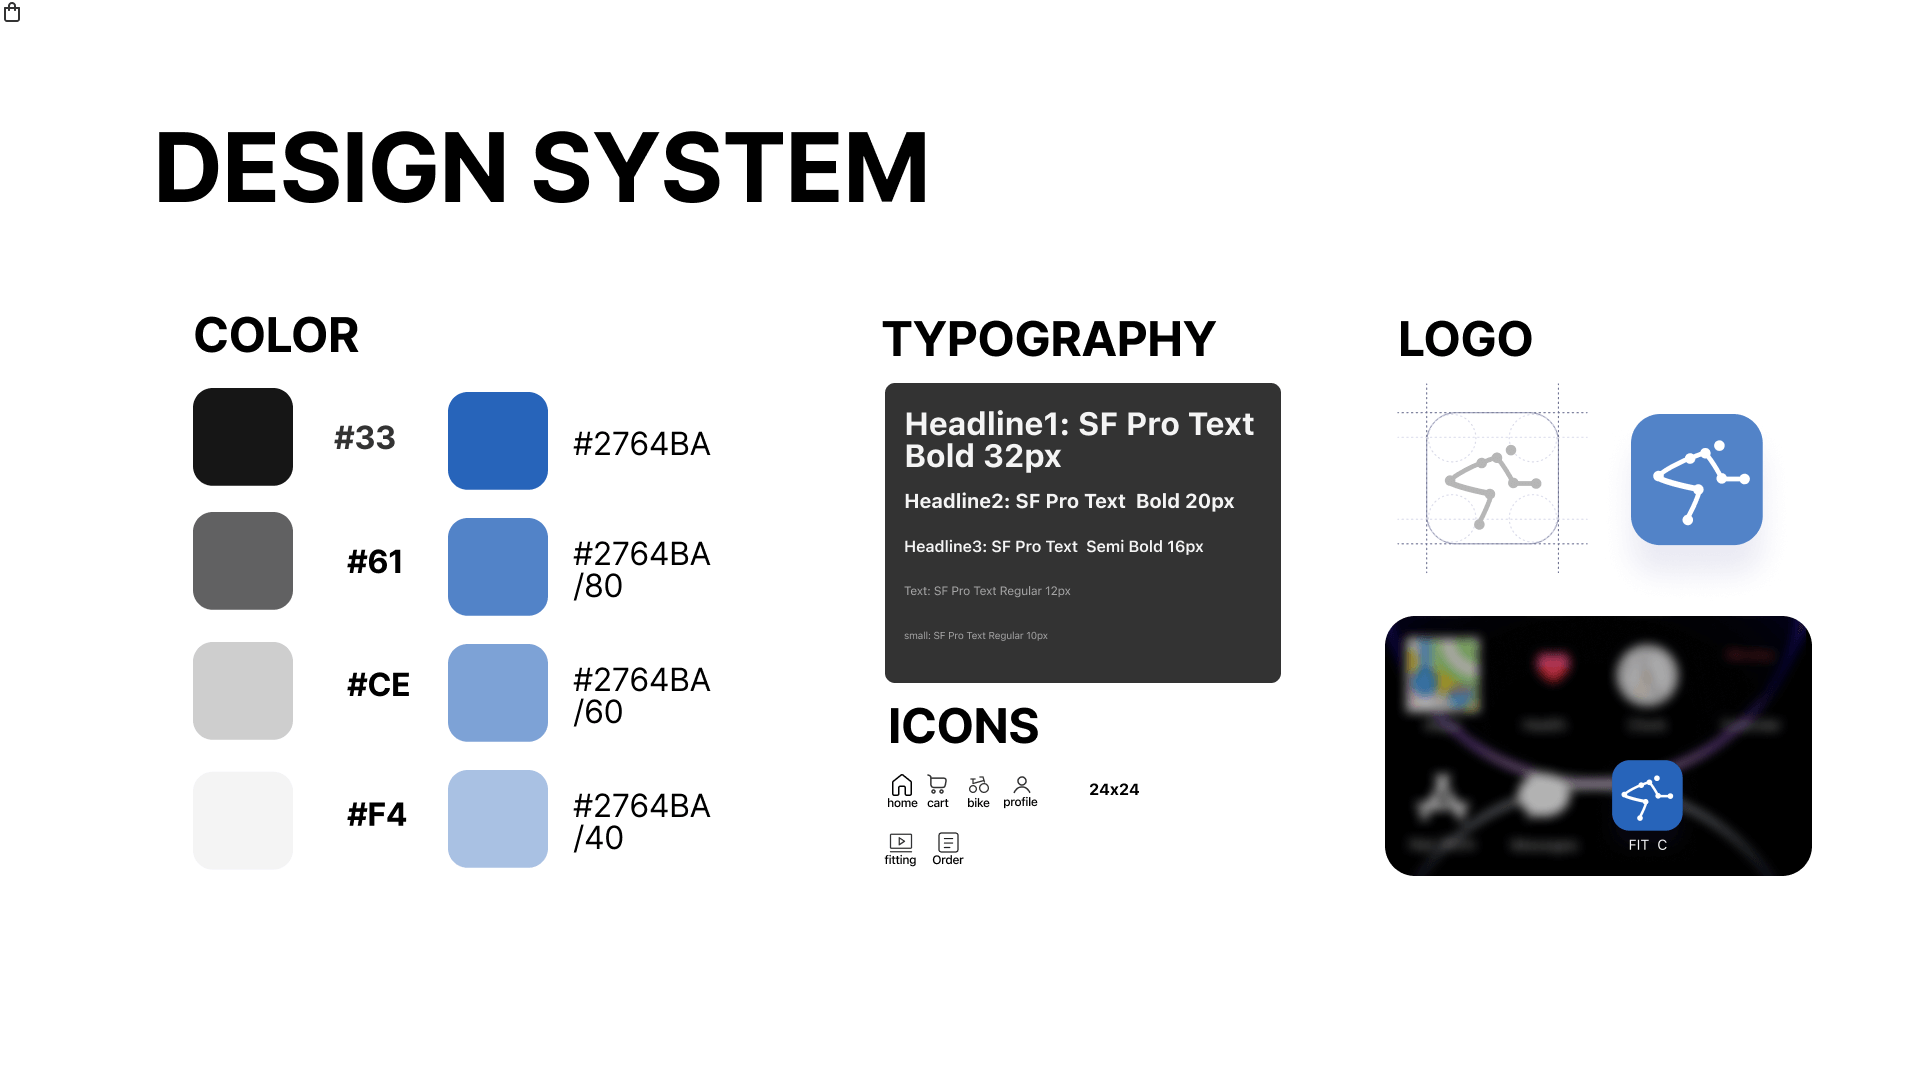 DESIGN SYSTEM
COLOR
#33
#61
#CE
#F4
#2764BA
#2764BA
/80
#2764BA
/60
#2764BA
/40
TYPOGRAPHY
Headline1: SF Pro Text
Bold 32px
Headline2: SF Pro Text  Bold 20px
Headline3: SF Pro Text  Semi Bold 16px
Text: SF Pro Text Regular 12px
small: SF Pro Text Regular 10px
ICONS
home cart bike profile
24x24
fitting Order
LOGO
FIT  C